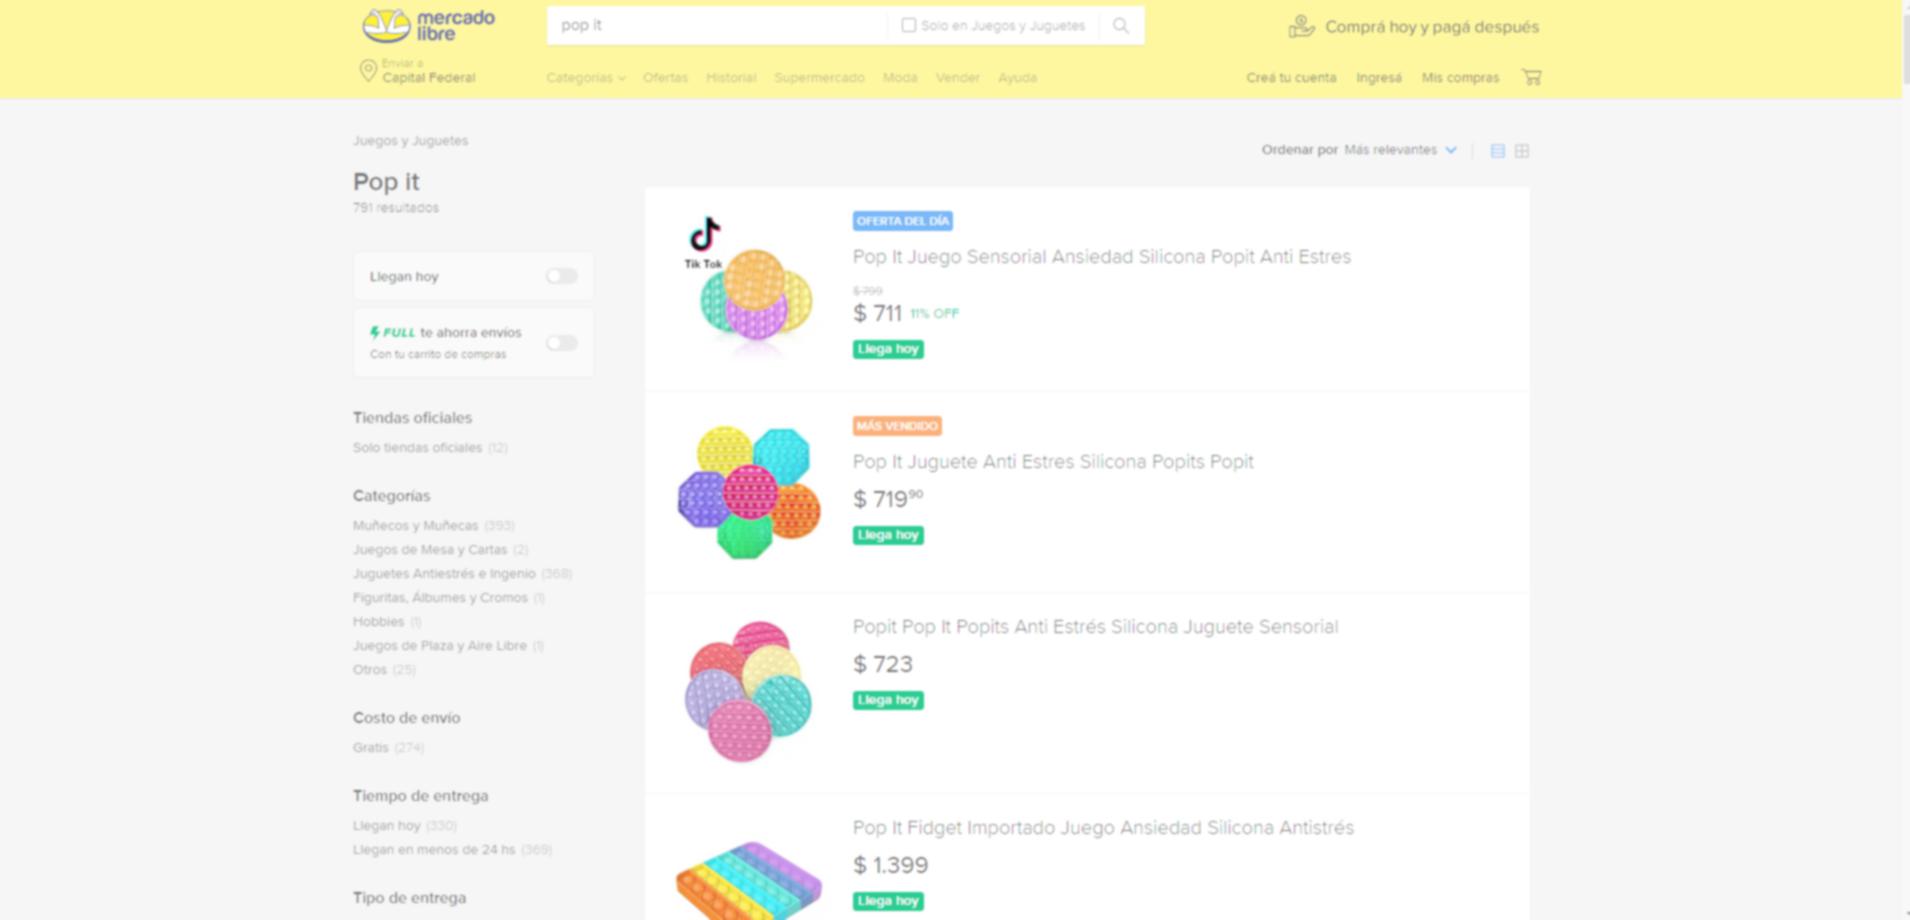 mercado
libre
pop it
Solo en Juegos y Juguetes
Comprá hoy y pagá después
Enviar a
Capital Federal
Categorías
Ofertas
Historial
Supermercado
Moda
Vender
Ayuda
Creá tu cuenta
Ingresá
Mis compras
Juegos y Juguetes
Pop it
791 resultados
Ordenar por Más relevantes
Llegan hoy
FULL te ahorra envíos
Con tu carrito de compras
Tiendas oficiales
Solo tiendas oficiales (12)
Categorías
Muñecos y Muñecas (393)
Juegos de Mesa y Cartas (2)
Juguetes Antiestrés e Ingenio (368)
Figuritas, Álbumes y Cromos (1)
Hobbies (1)
Juegos de Plaza y Aire Libre (1)
Otros (25)
Costo de envío
Gratis (274)
Tiempo de entrega
Llegan hoy (330)
Llegan en menos de 24 hs (369)
Tipo de entrega
Tik Tok
OFERTA DEL DÍA
Pop It Juego Sensorial Ansiedad Silicona Popit Anti Estres
$ 799
$ 711 11% OFF
Llega hoy
MÁS VENDIDO
Pop It Juguete Anti Estres Silicona Popits Popit
$ 719 90
Llega hoy
Popit Pop It Popits Anti Estrés Silicona Juguete Sensorial
$ 723
Llega hoy
Pop It Fidget Importado Juego Ansiedad Silicona Antistrés
$ 1.399
Llega hoy